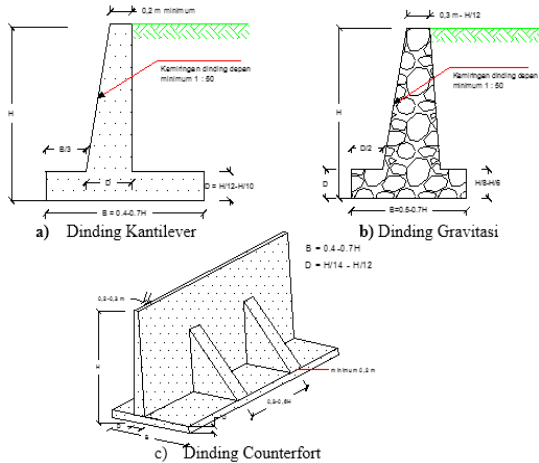 0,2 m minimum
Kemiringan dinding depan
minimum 1 : 50
H
B/3
D
D = H/12-H/10
B = 0.4-0.7H
a) Dinding Kantilever
0,3 m - H/12
Kemiringan dinding depan
minimum 1 : 50
H
D/2
D
H/8-H/6
B=0.5-0.7H
b) Dinding Gravitasi
B = 0.4-0.7H
D = H/14 - H/12
0,2-0,3 m
H
minimum 0,2 m
0,3-0,6H
B
c) Dinding Counterfort